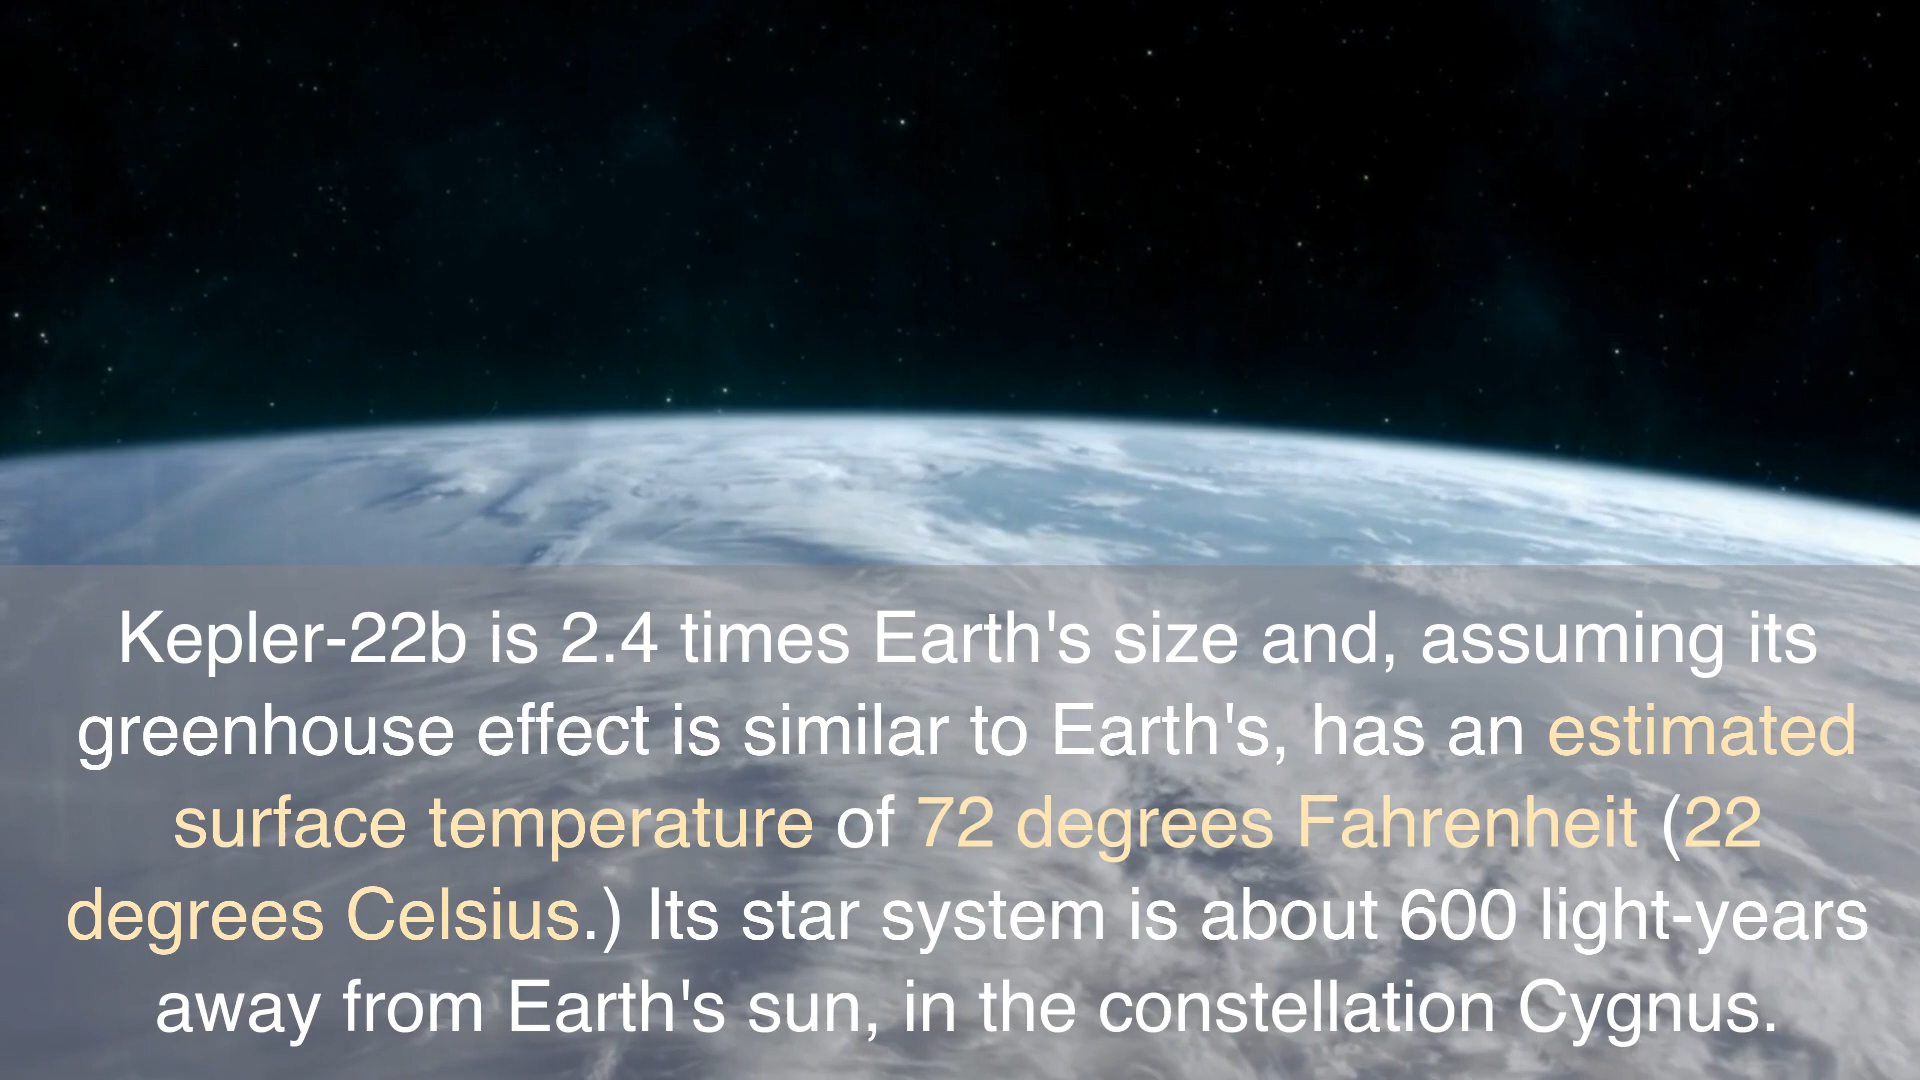 Kepler-22b is 2.4 times Earth's size and, assuming its
greenhouse effect is similar to Earth's, has an estimated
surface temperature of 72 degrees Fahrenheit (22
degrees Celsius.) Its star system is about 600 light-years
away from Earth's sun, in the constellation Cygnus.